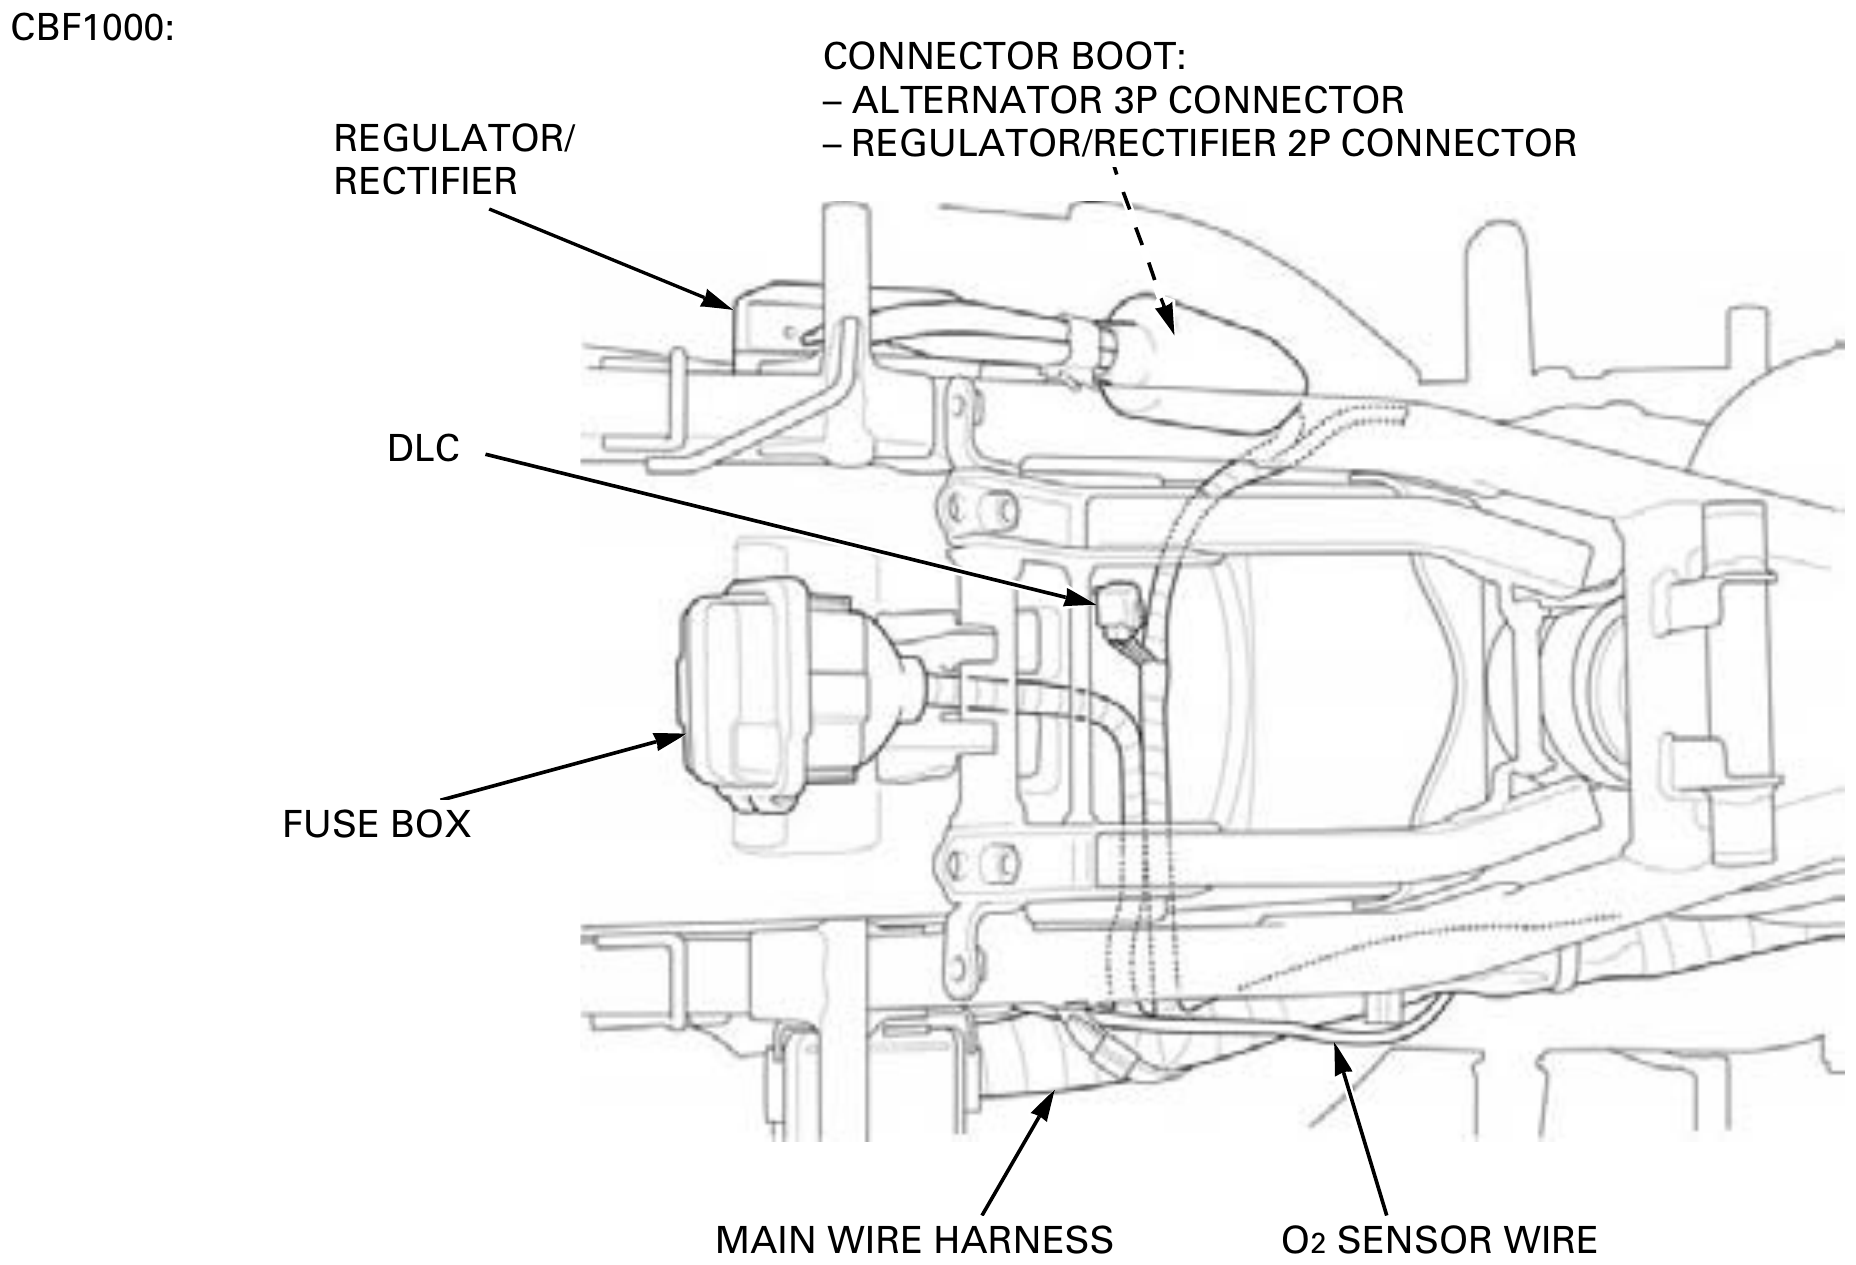 CBF1000:
CONNECTOR BOOT:
– ALTERNATOR 3P CONNECTOR
– REGULATOR/RECTIFIER 2P CONNECTOR
REGULATOR/
RECTIFIER
DLC
FUSE BOX
MAIN WIRE HARNESS
O2 SENSOR WIRE